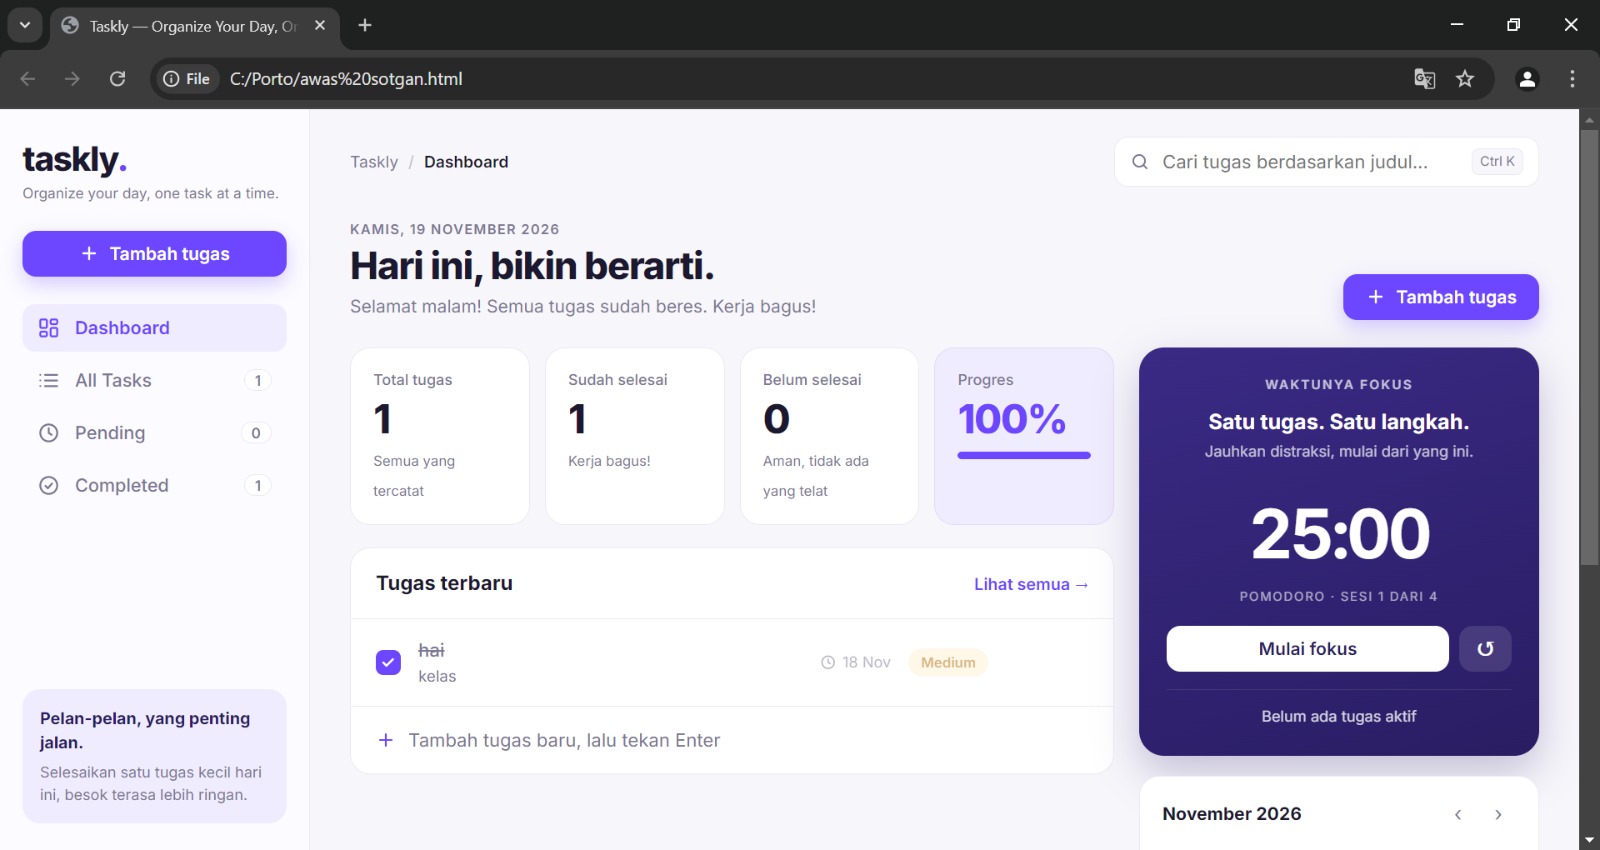 Taskly — Organize Your Day, On
File C:/Porto/awas%20sotgan.html
taskly.
Organize your day, one task at a time.
+ Tambah tugas
Dashboard
All Tasks 1
Pending 0
Completed 1
Pelan-pelan, yang penting
jalan.
Selesaikan satu tugas kecil hari
ini, besok terasa lebih ringan.
Taskly / Dashboard
Cari tugas berdasarkan judul... Ctrl K
KAMIS, 19 NOVEMBER 2026
Hari ini, bikin berarti.
Selamat malam! Semua tugas sudah beres. Kerja bagus!
+ Tambah tugas
Total tugas
1
Semua yang
tercatat
Sudah selesai
1
Kerja bagus!
Belum selesai
0
Aman, tidak ada
yang telat
Progres
100%
Tugas terbaru
Lihat semua →
hai
kelas
18 Nov
Medium
+ Tambah tugas baru, lalu tekan Enter
WAKTUNYA FOKUS
Satu tugas. Satu langkah.
Jauhkan distraksi, mulai dari yang ini.
25:00
POMODORO · SESI 1 DARI 4
Mulai fokus ↺
Belum ada tugas aktif
November 2026 ‹ ›